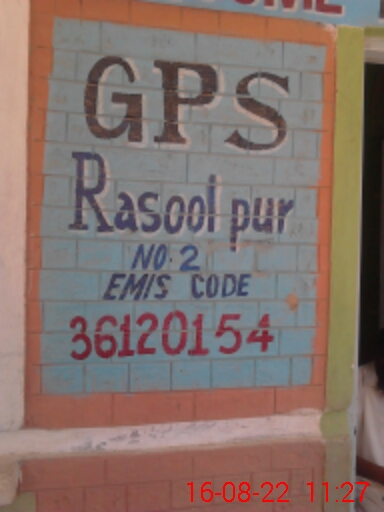 GPS
Rasool pur
NO. 2
EMIS CODE
36120154
16-08-22 11:27